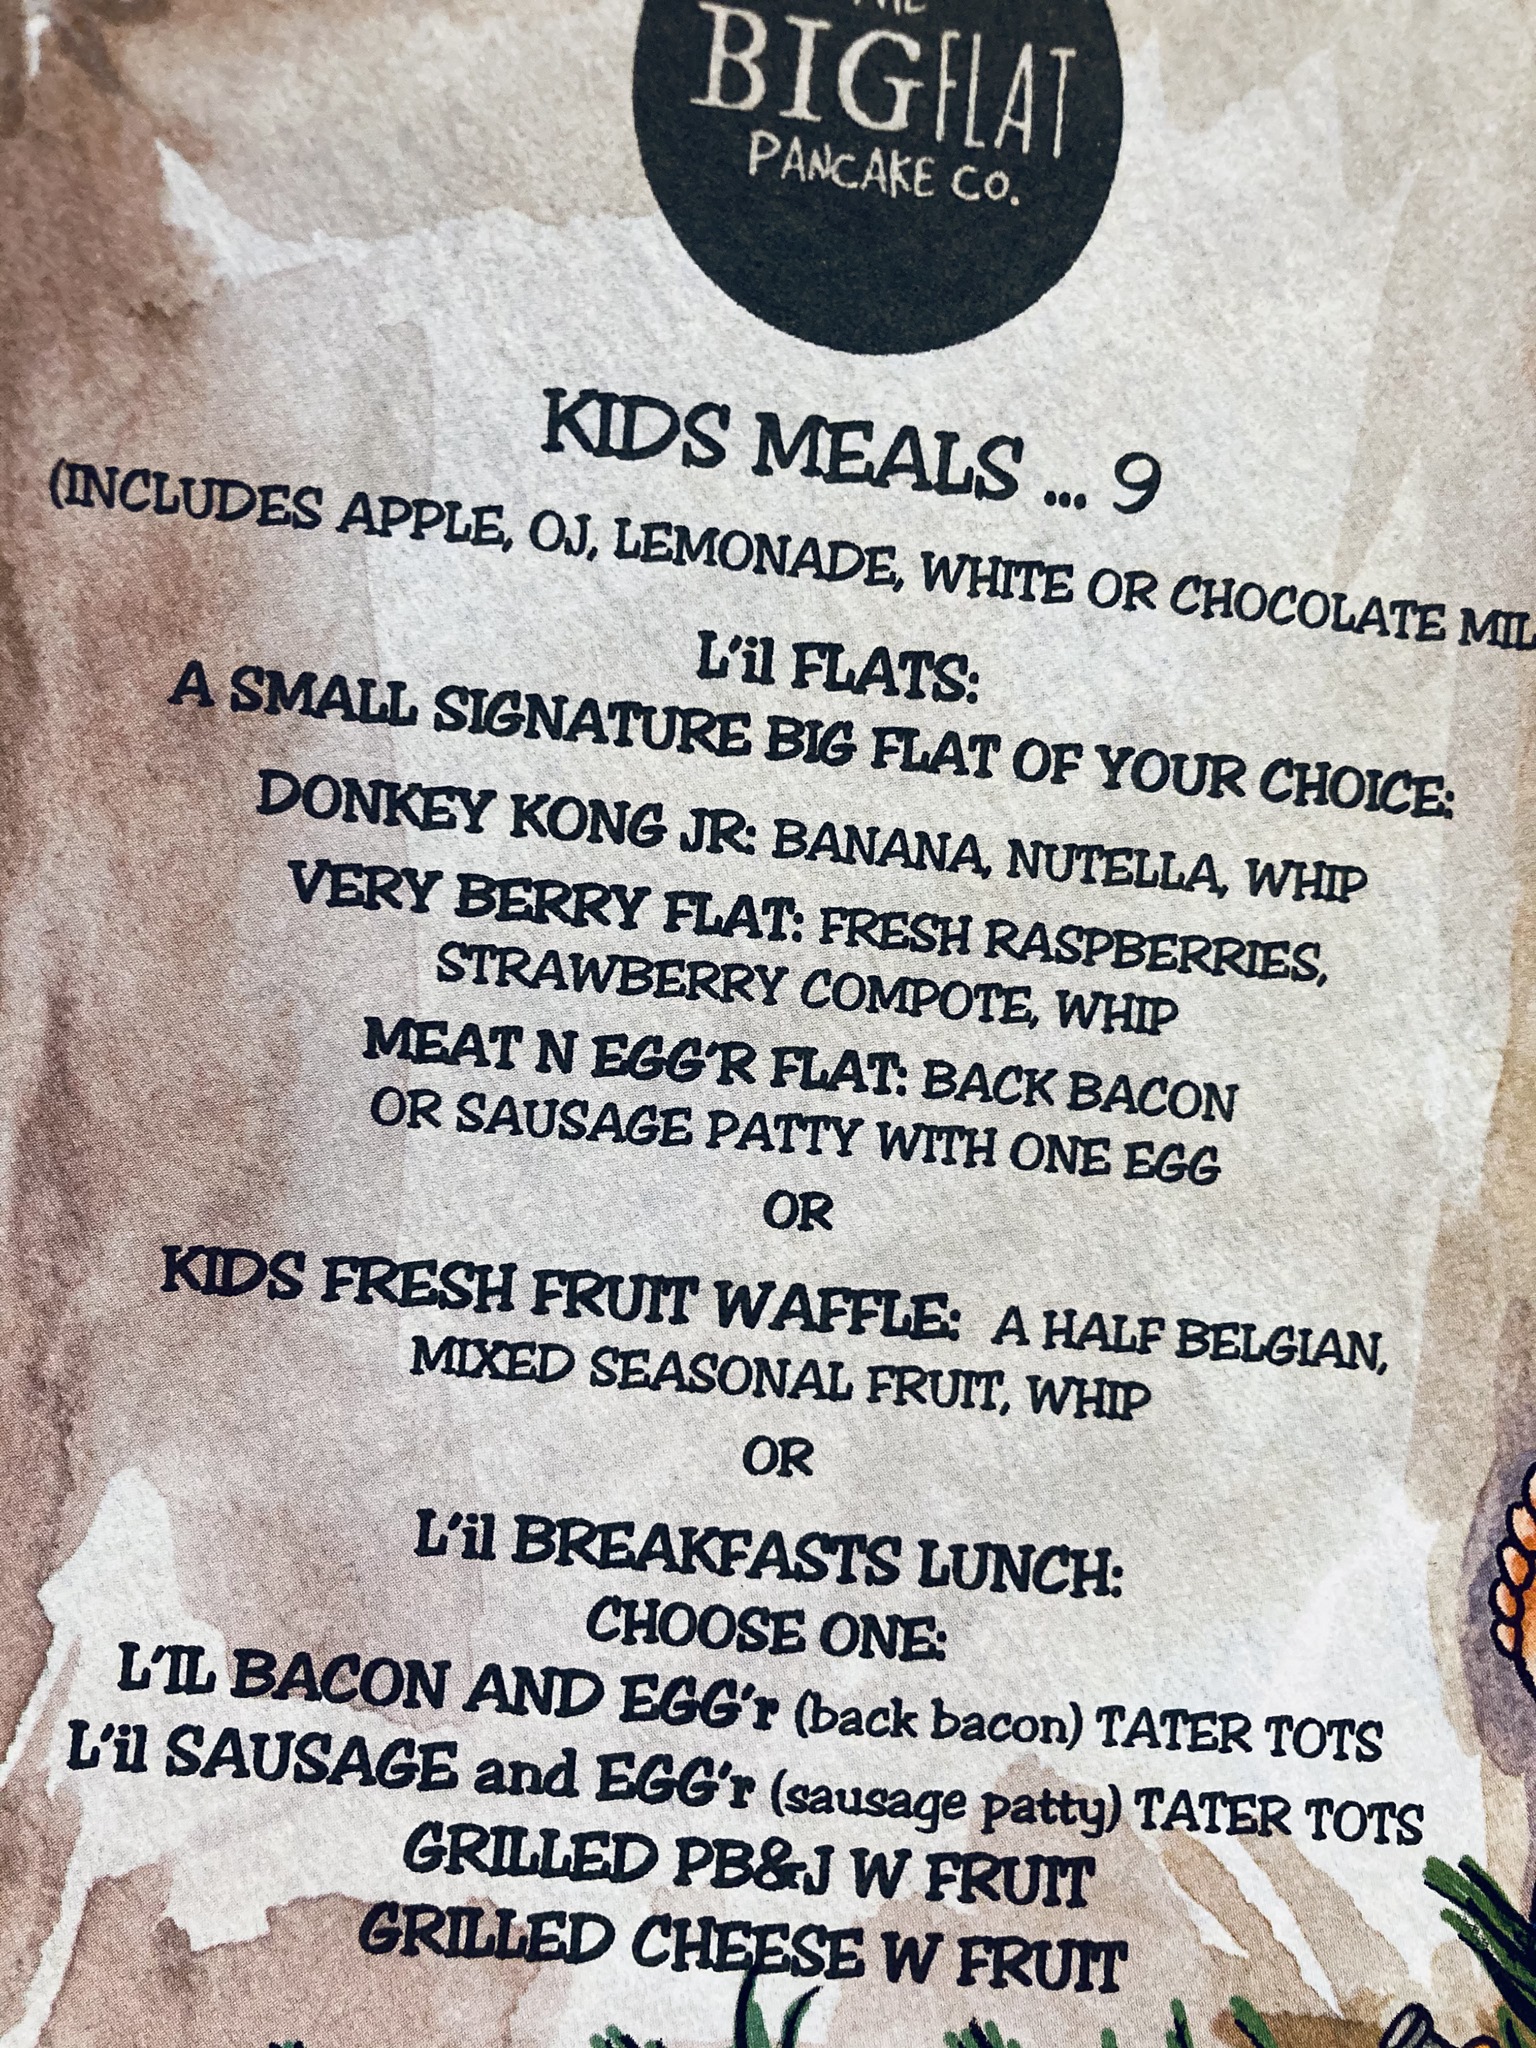 THE
BIG FLAT
PANCAKE CO.
KIDS MEALS ... 9
(INCLUDES APPLE, OJ, LEMONADE, WHITE OR CHOCOLATE MIL
L'il FLATS:
A SMALL SIGNATURE BIG FLAT OF YOUR CHOICE:
DONKEY KONG JR: BANANA, NUTELLA, WHIP
VERY BERRY FLAT: FRESH RASPBERRIES,
STRAWBERRY COMPOTE, WHIP
MEAT N EGG'R FLAT: BACK BACON
OR SAUSAGE PATTY WITH ONE EGG
OR
KIDS FRESH FRUIT WAFFLE: A HALF BELGIAN,
MIXED SEASONAL FRUIT, WHIP
OR
L'il BREAKFASTS LUNCH:
CHOOSE ONE:
L'IL BACON AND EGG'r (back bacon) TATER TOTS
L'il SAUSAGE and EGG'r (sausage patty) TATER TOTS
GRILLED PB&J W FRUIT
GRILLED CHEESE W FRUIT